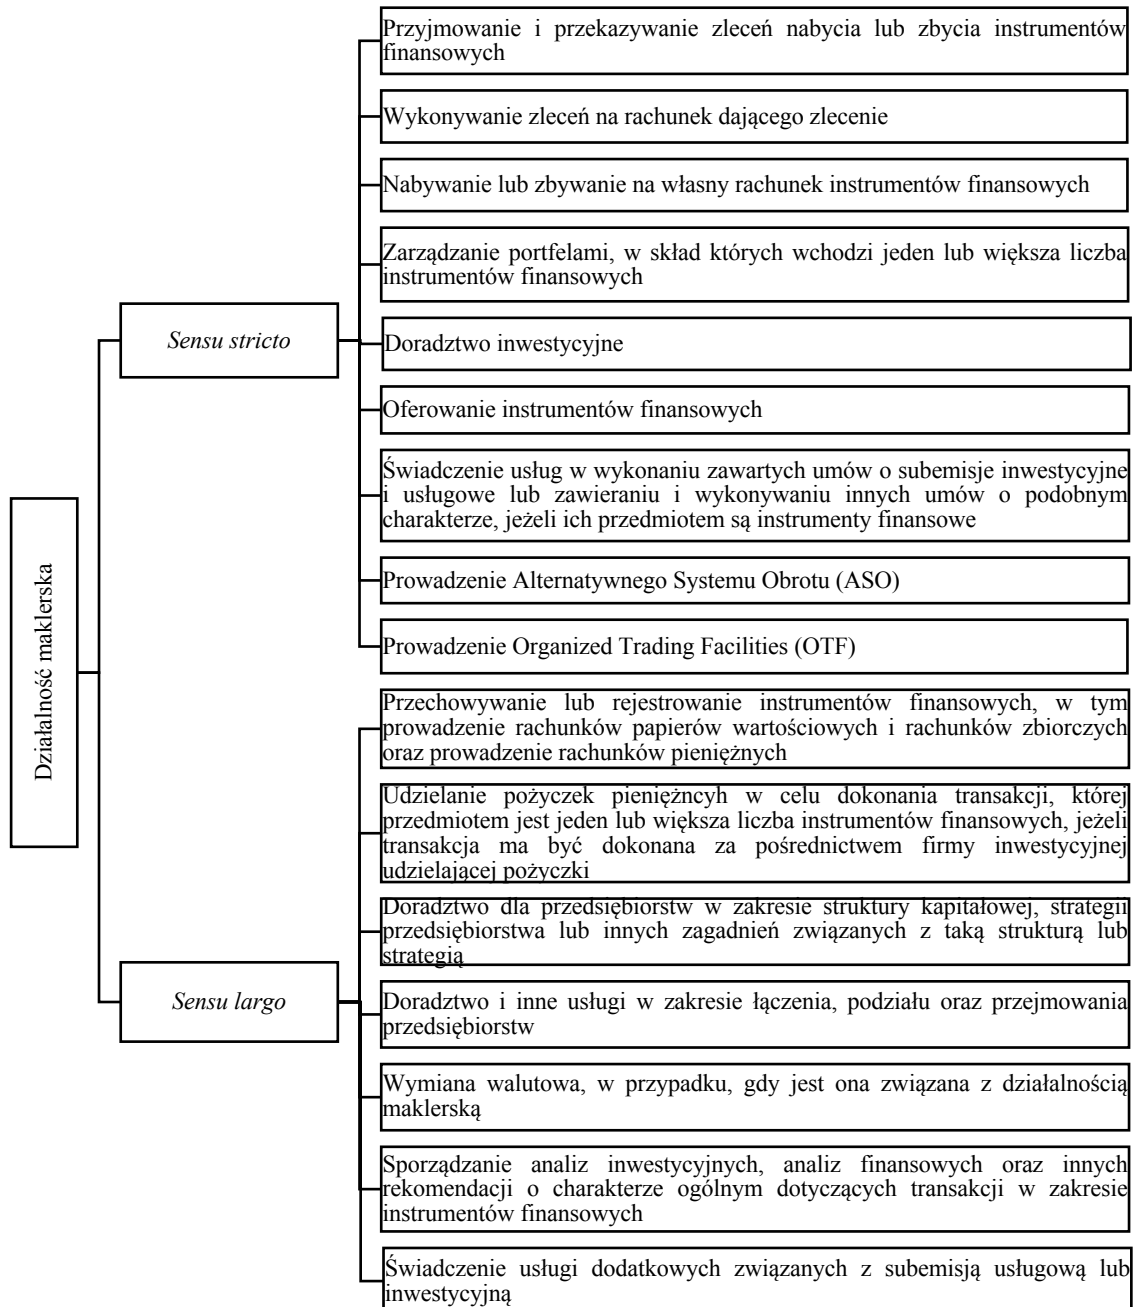 Działalność maklerska
Sensu stricto
Przyjmowanie i przekazywanie zleceń nabycia lub zbycia instrumentów
finansowych
Wykonywanie zleceń na rachunek dającego zlecenie
Nabywanie lub zbywanie na własny rachunek instrumentów finansowych
Zarządzanie portfelami, w skład których wchodzi jeden lub większa liczba
instrumentów finansowych
Doradztwo inwestycyjne
Oferowanie instrumentów finansowych
Świadczenie usług w wykonaniu zawartych umów o subemisje inwestycyjne
i usługowe lub zawieraniu i wykonywaniu innych umów o podobnym
charakterze, jeżeli ich przedmiotem są instrumenty finansowe
Prowadzenie Alternatywnego Systemu Obrotu (ASO)
Prowadzenie Organized Trading Facilities (OTF)
Sensu largo
Przechowywanie lub rejestrowanie instrumentów finansowych, w tym
prowadzenie rachunków papierów wartościowych i rachunków zbiorczych
oraz prowadzenie rachunków pieniężnych
Udzielanie pożyczek pieniężncyh w celu dokonania transakcji, której
przedmiotem jest jeden lub większa liczba instrumentów finansowych, jeżeli
transakcja ma być dokonana za pośrednictwem firmy inwestycyjnej
udzielającej pożyczki
Doradztwo dla przedsiębiorstw w zakresie struktury kapitałowej, strategii
przedsiębiorstwa lub innych zagadnień związanych z taką strukturą lub
strategią
Doradztwo i inne usługi w zakresie łączenia, podziału oraz przejmowania
przedsiębiorstw
Wymiana walutowa, w przypadku, gdy jest ona związana z działalnością
maklerską
Sporządzanie analiz inwestycyjnych, analiz finansowych oraz innych
rekomendacji o charakterze ogólnym dotyczących transakcji w zakresie
instrumentów finansowych
Świadczenie usługi dodatkowych związanych z subemisją usługową lub
inwestycyjną